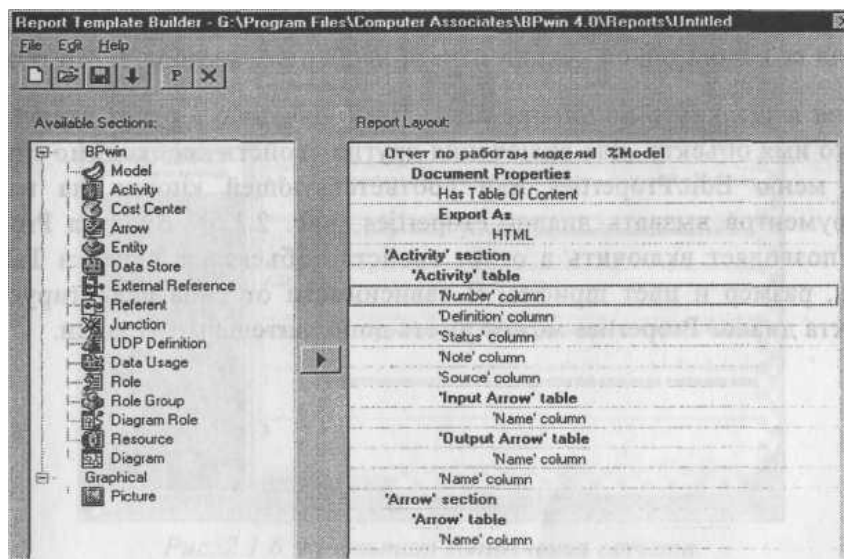 Report Template Builder - G:\Program Files\Computer Associates\BPwin 4.0\Reports\Untitled
File Edit Help
P
Available Sections:
BPwin
Model
Activity
Cost Center
Arrow
Entity
Data Store
External Reference
Referent
Junction
UDP Definition
Data Usage
Role
Role Group
Diagram Role
Resource
Diagram
Graphical
Picture
Report Layout:
Отчет по работам модели %Model
Document Properties
Has Table Of Content
Export As
HTML
'Activity' section
'Activity' table
'Number' column
'Definition' column
'Status' column
'Note' column
'Source' column
'Input Arrow' table
'Name' column
'Output Arrow' table
'Name' column
'Name' column
'Arrow' section
'Arrow' table
'Name' column